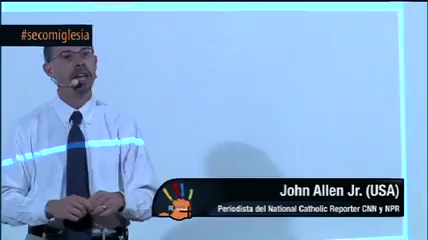 #secomiglesia
John Allen Jr. (USA)
Periodista del National Catholic Reporter CNN y NPR